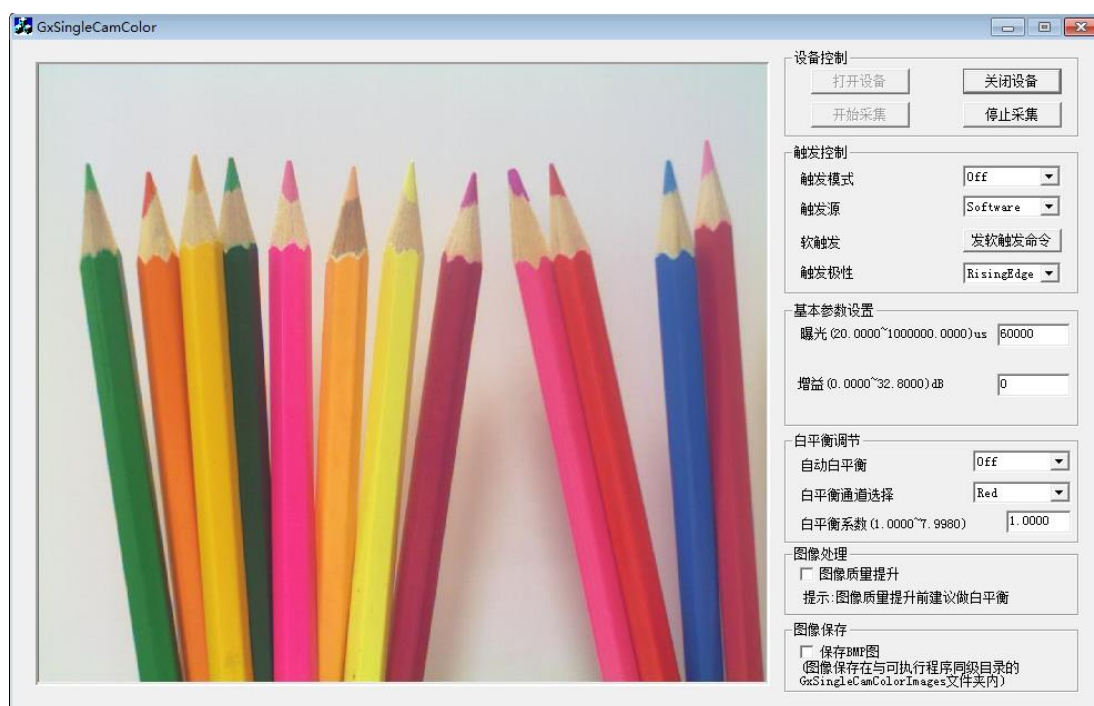 GxSingleCamColor
设备控制
打开设备
关闭设备
开始采集
停止采集
触发控制
触发模式
Off
触发源
Software
软触发
发软触发命令
触发极性
RisingEdge
基本参数设置
曝光(20.0000~1000000.0000)us
60000
增益(0.0000~32.8000)dB
0
白平衡调节
自动白平衡
Off
白平衡通道选择
Red
白平衡系数(1.0000~7.9980)
1.0000
图像处理
图像质量提升
提示:图像质量提升前建议做白平衡
图像保存
保存BMP图
(图像保存在与可执行程序同级目录的
GxSingleCamColorImages文件夹内)